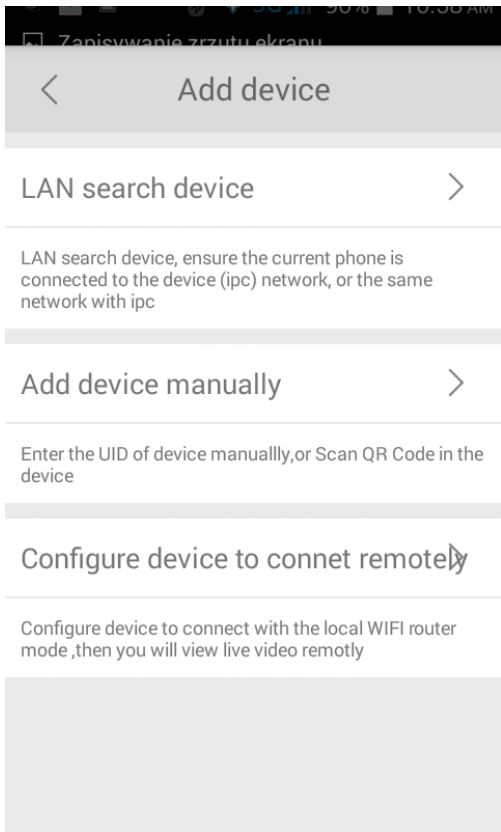 Zapisywanie zrzutu ekranu
Add device
LAN search device
LAN search device, ensure the current phone is
connected to the device (ipc) network, or the same
network with ipc
Add device manually
Enter the UID of device manuallly,or Scan QR Code in the
device
Configure device to connet remotely
Configure device to connect with the local WIFI router
mode ,then you will view live video remotly